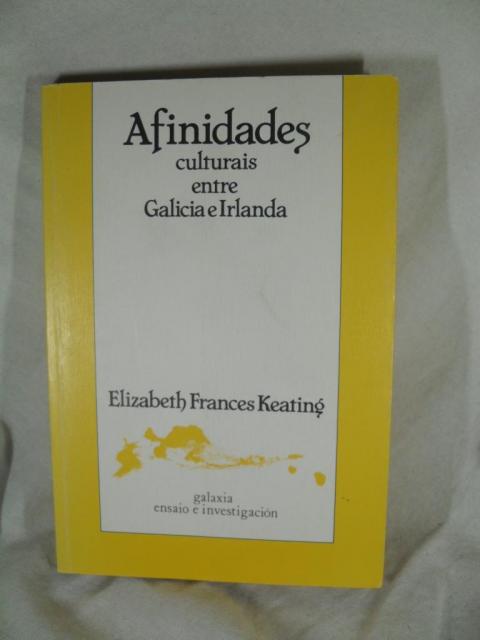 Afinidades
culturais
entre
Galicia e Irlanda
Elizabeth Frances Keating
galaxia
ensaio e investigación